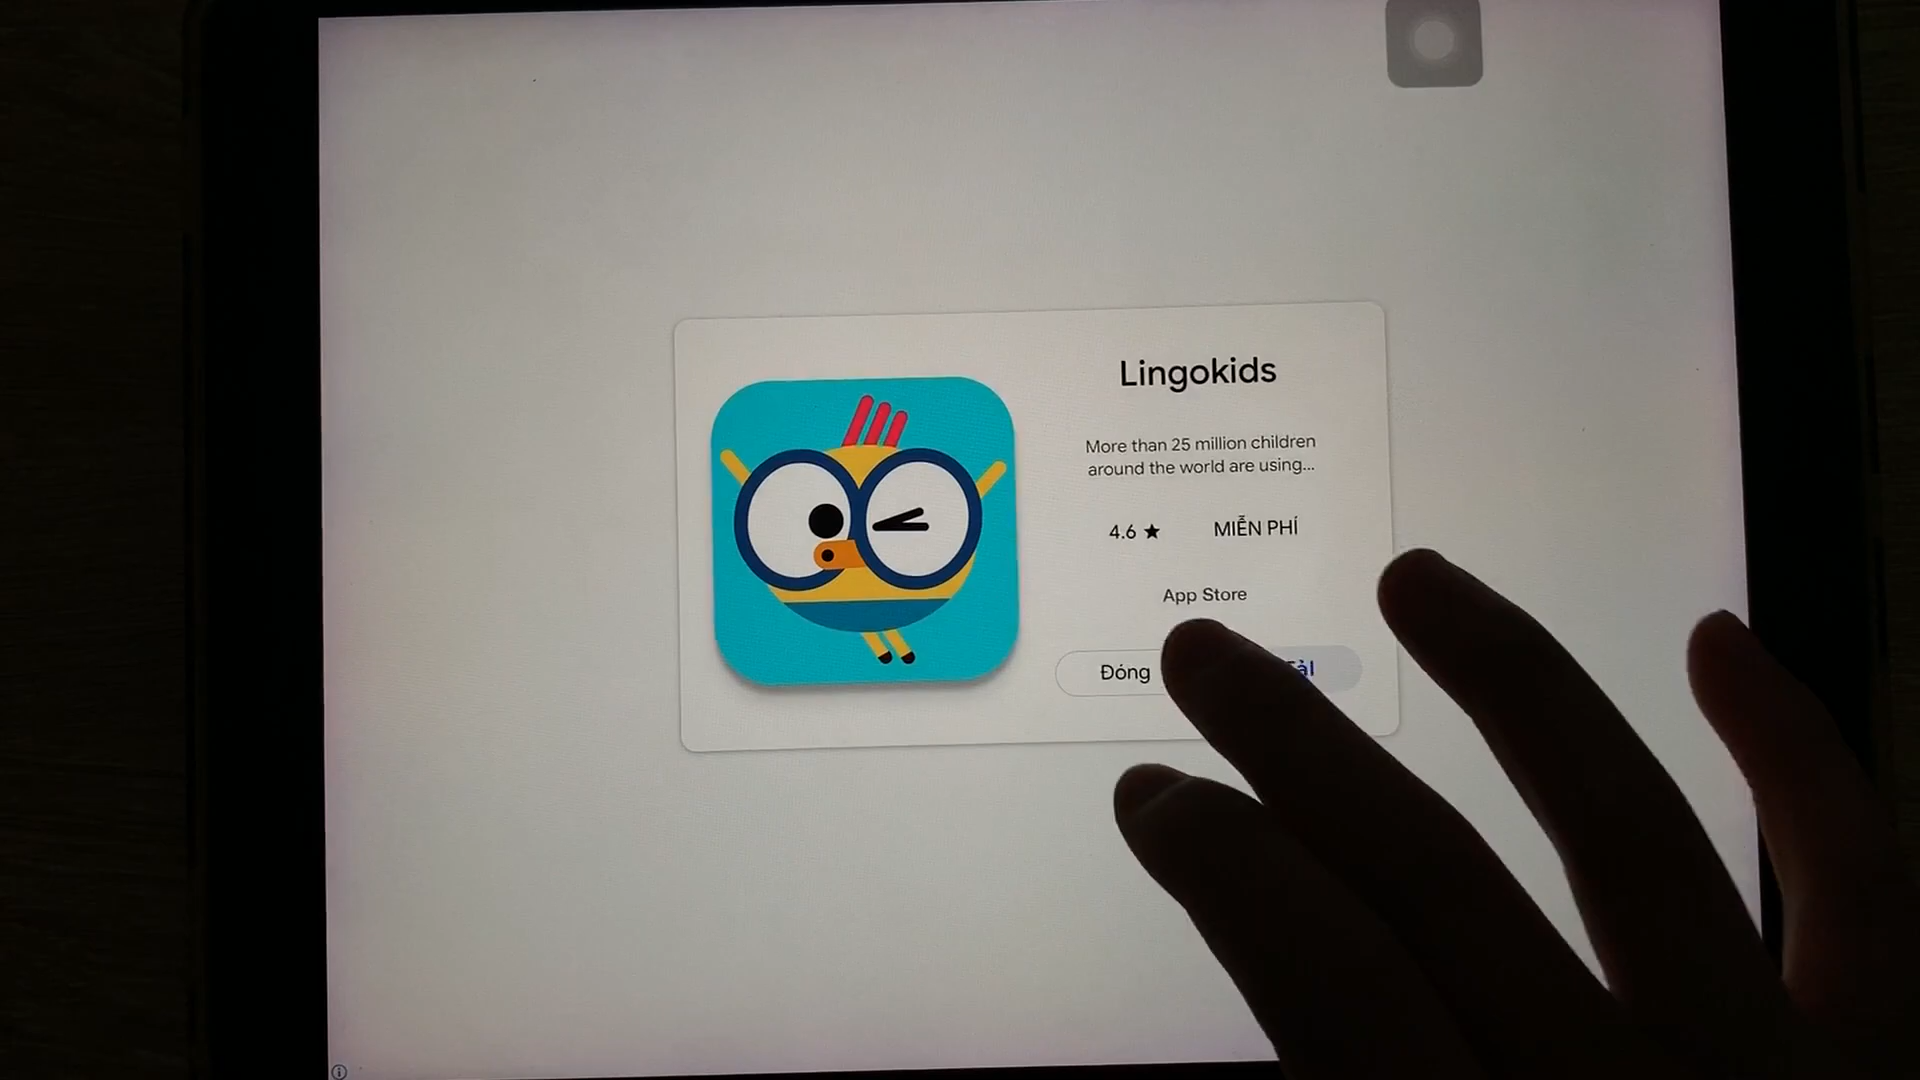 Lingokids
More than 25 million children
around the world are using...
4.6 ★ MIỄN PHÍ
App Store
Đóng